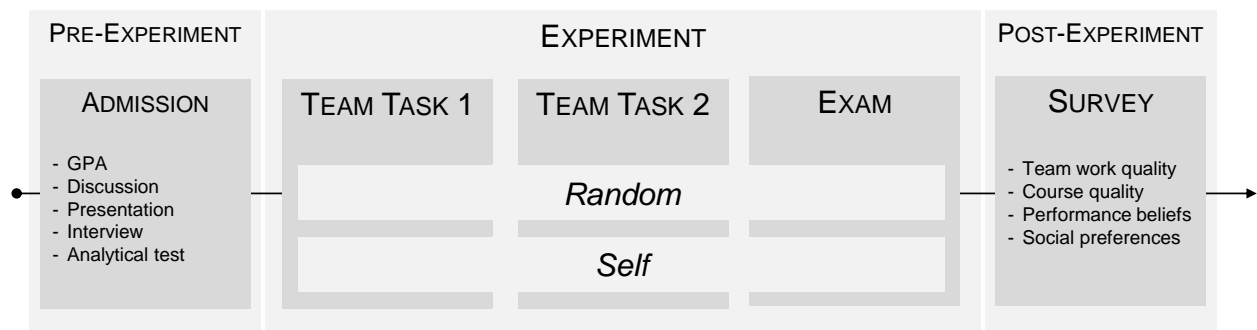 PRE-EXPERIMENT
EXPERIMENT
POST-EXPERIMENT
ADMISSION
- GPA
- Discussion
- Presentation
- Interview
- Analytical test
TEAM TASK 1
TEAM TASK 2
EXAM
Random
Self
SURVEY
- Team work quality
- Course quality
- Performance beliefs
- Social preferences